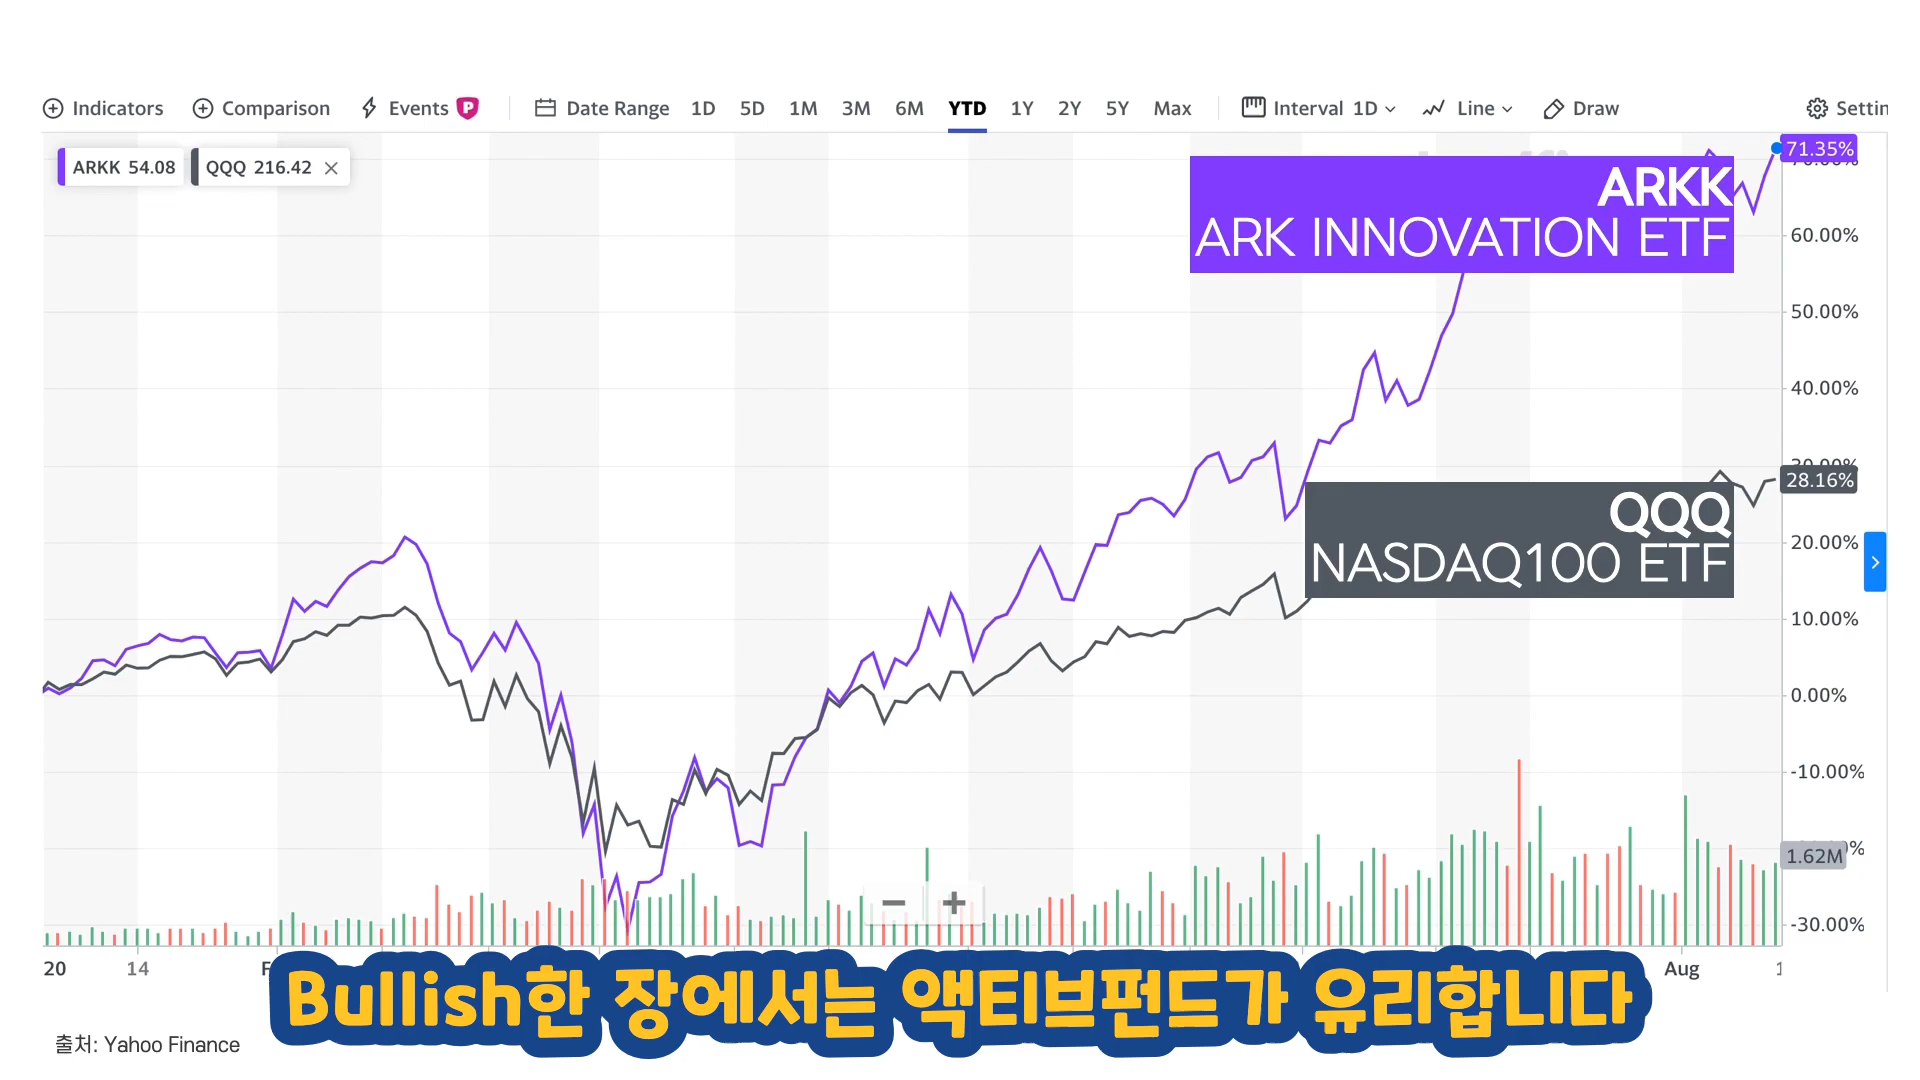 Indicators Comparison Events P Date Range 1D 5D 1M 3M 6M YTD 1Y 2Y 5Y Max Interval 1D Line Draw Settin
ARKK 54.08 QQQ 216.42
71.35%
ARKK
ARK INNOVATION ETF
60.00%
50.00%
40.00%
28.16%
QQQ
NASDAQ100 ETF
20.00%
10.00%
0.00%
-10.00%
1.62M
-30.00%
20 14 Aug 1
Bullish한 장에서는 액티브펀드가 유리합니다
출처: Yahoo Finance